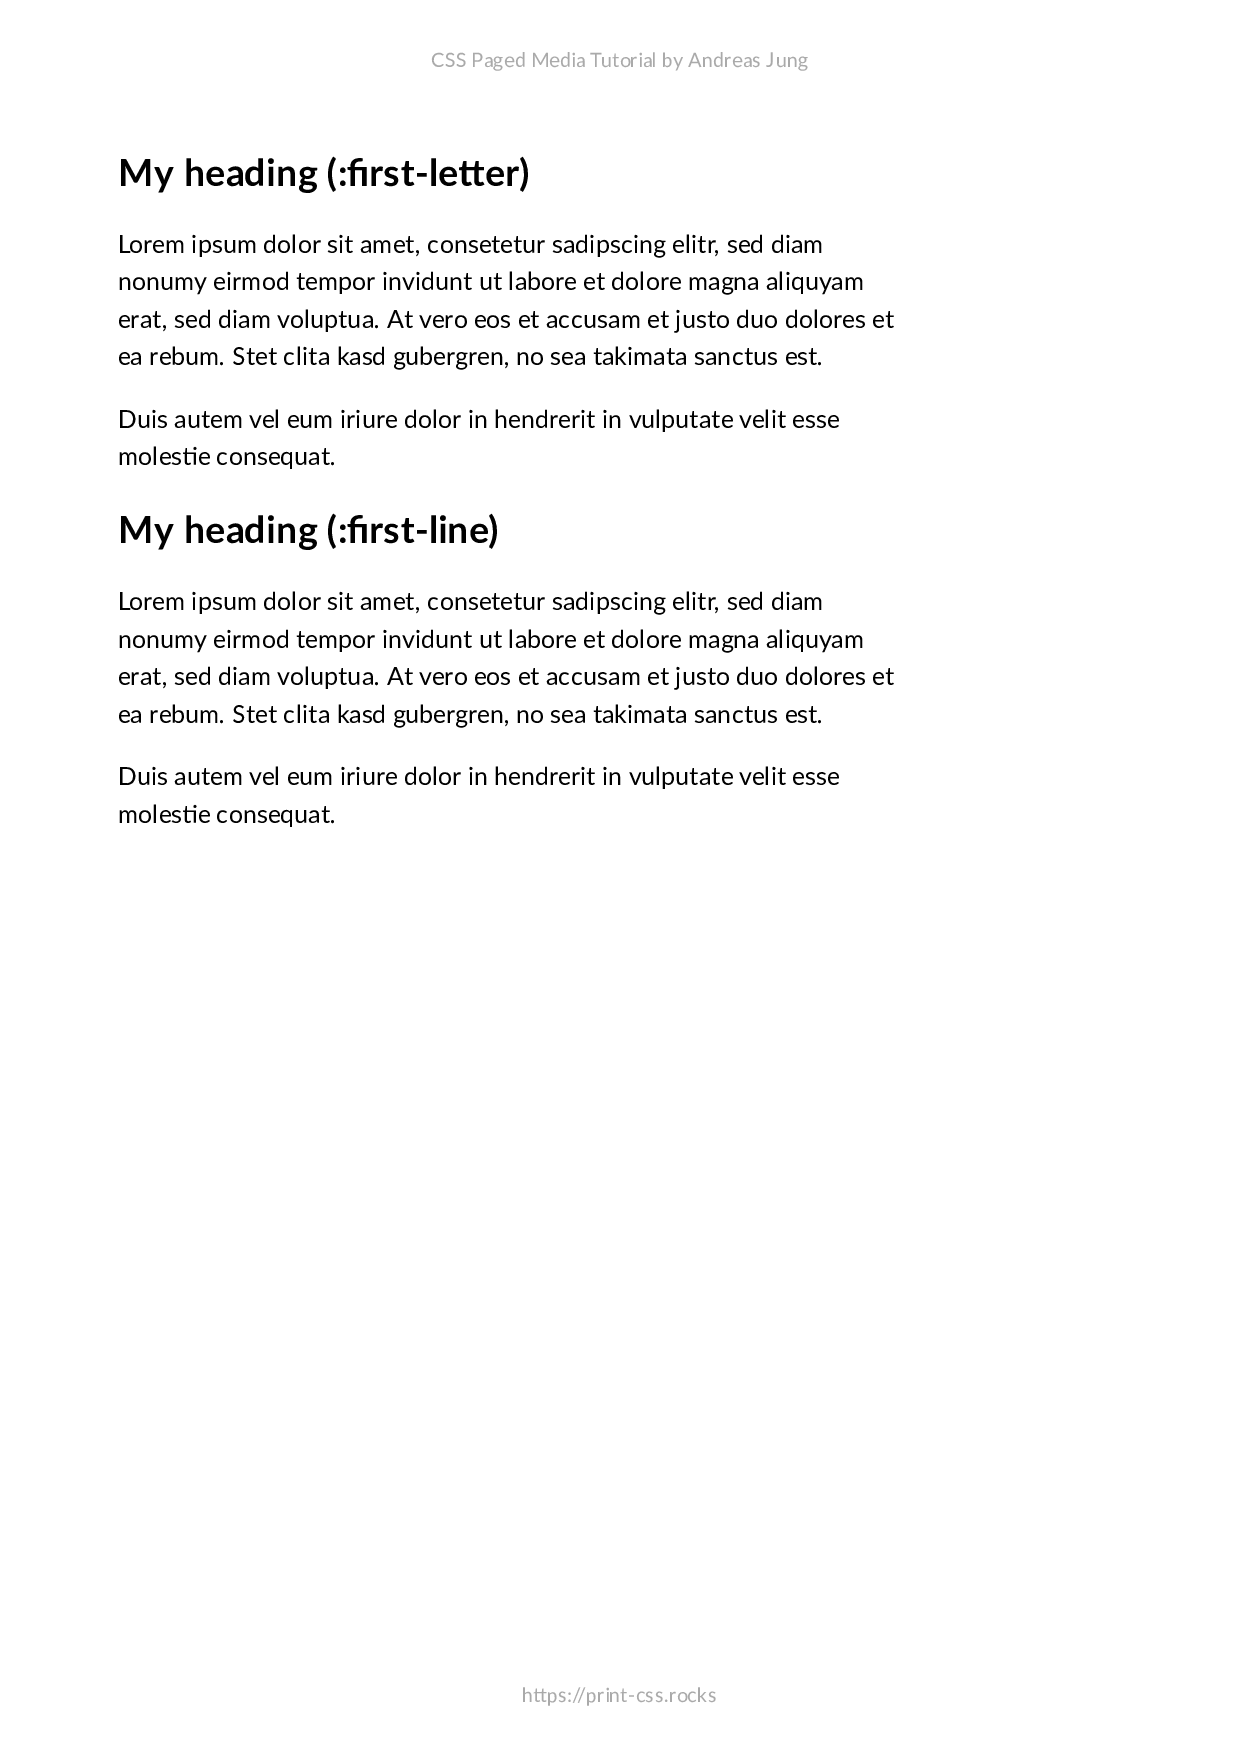 CSS Paged Media Tutorial by Andreas Jung
My heading (:first-letter)
Lorem ipsum dolor sit amet, consetetur sadipscing elitr, sed diam
nonumy eirmod tempor invidunt ut labore et dolore magna aliquyam
erat, sed diam voluptua. At vero eos et accusam et justo duo dolores et
ea rebum. Stet clita kasd gubergren, no sea takimata sanctus est.
Duis autem vel eum iriure dolor in hendrerit in vulputate velit esse
molestie consequat.
My heading (:first-line)
Lorem ipsum dolor sit amet, consetetur sadipscing elitr, sed diam
nonumy eirmod tempor invidunt ut labore et dolore magna aliquyam
erat, sed diam voluptua. At vero eos et accusam et justo duo dolores et
ea rebum. Stet clita kasd gubergren, no sea takimata sanctus est.
Duis autem vel eum iriure dolor in hendrerit in vulputate velit esse
molestie consequat.
https://print-css.rocks